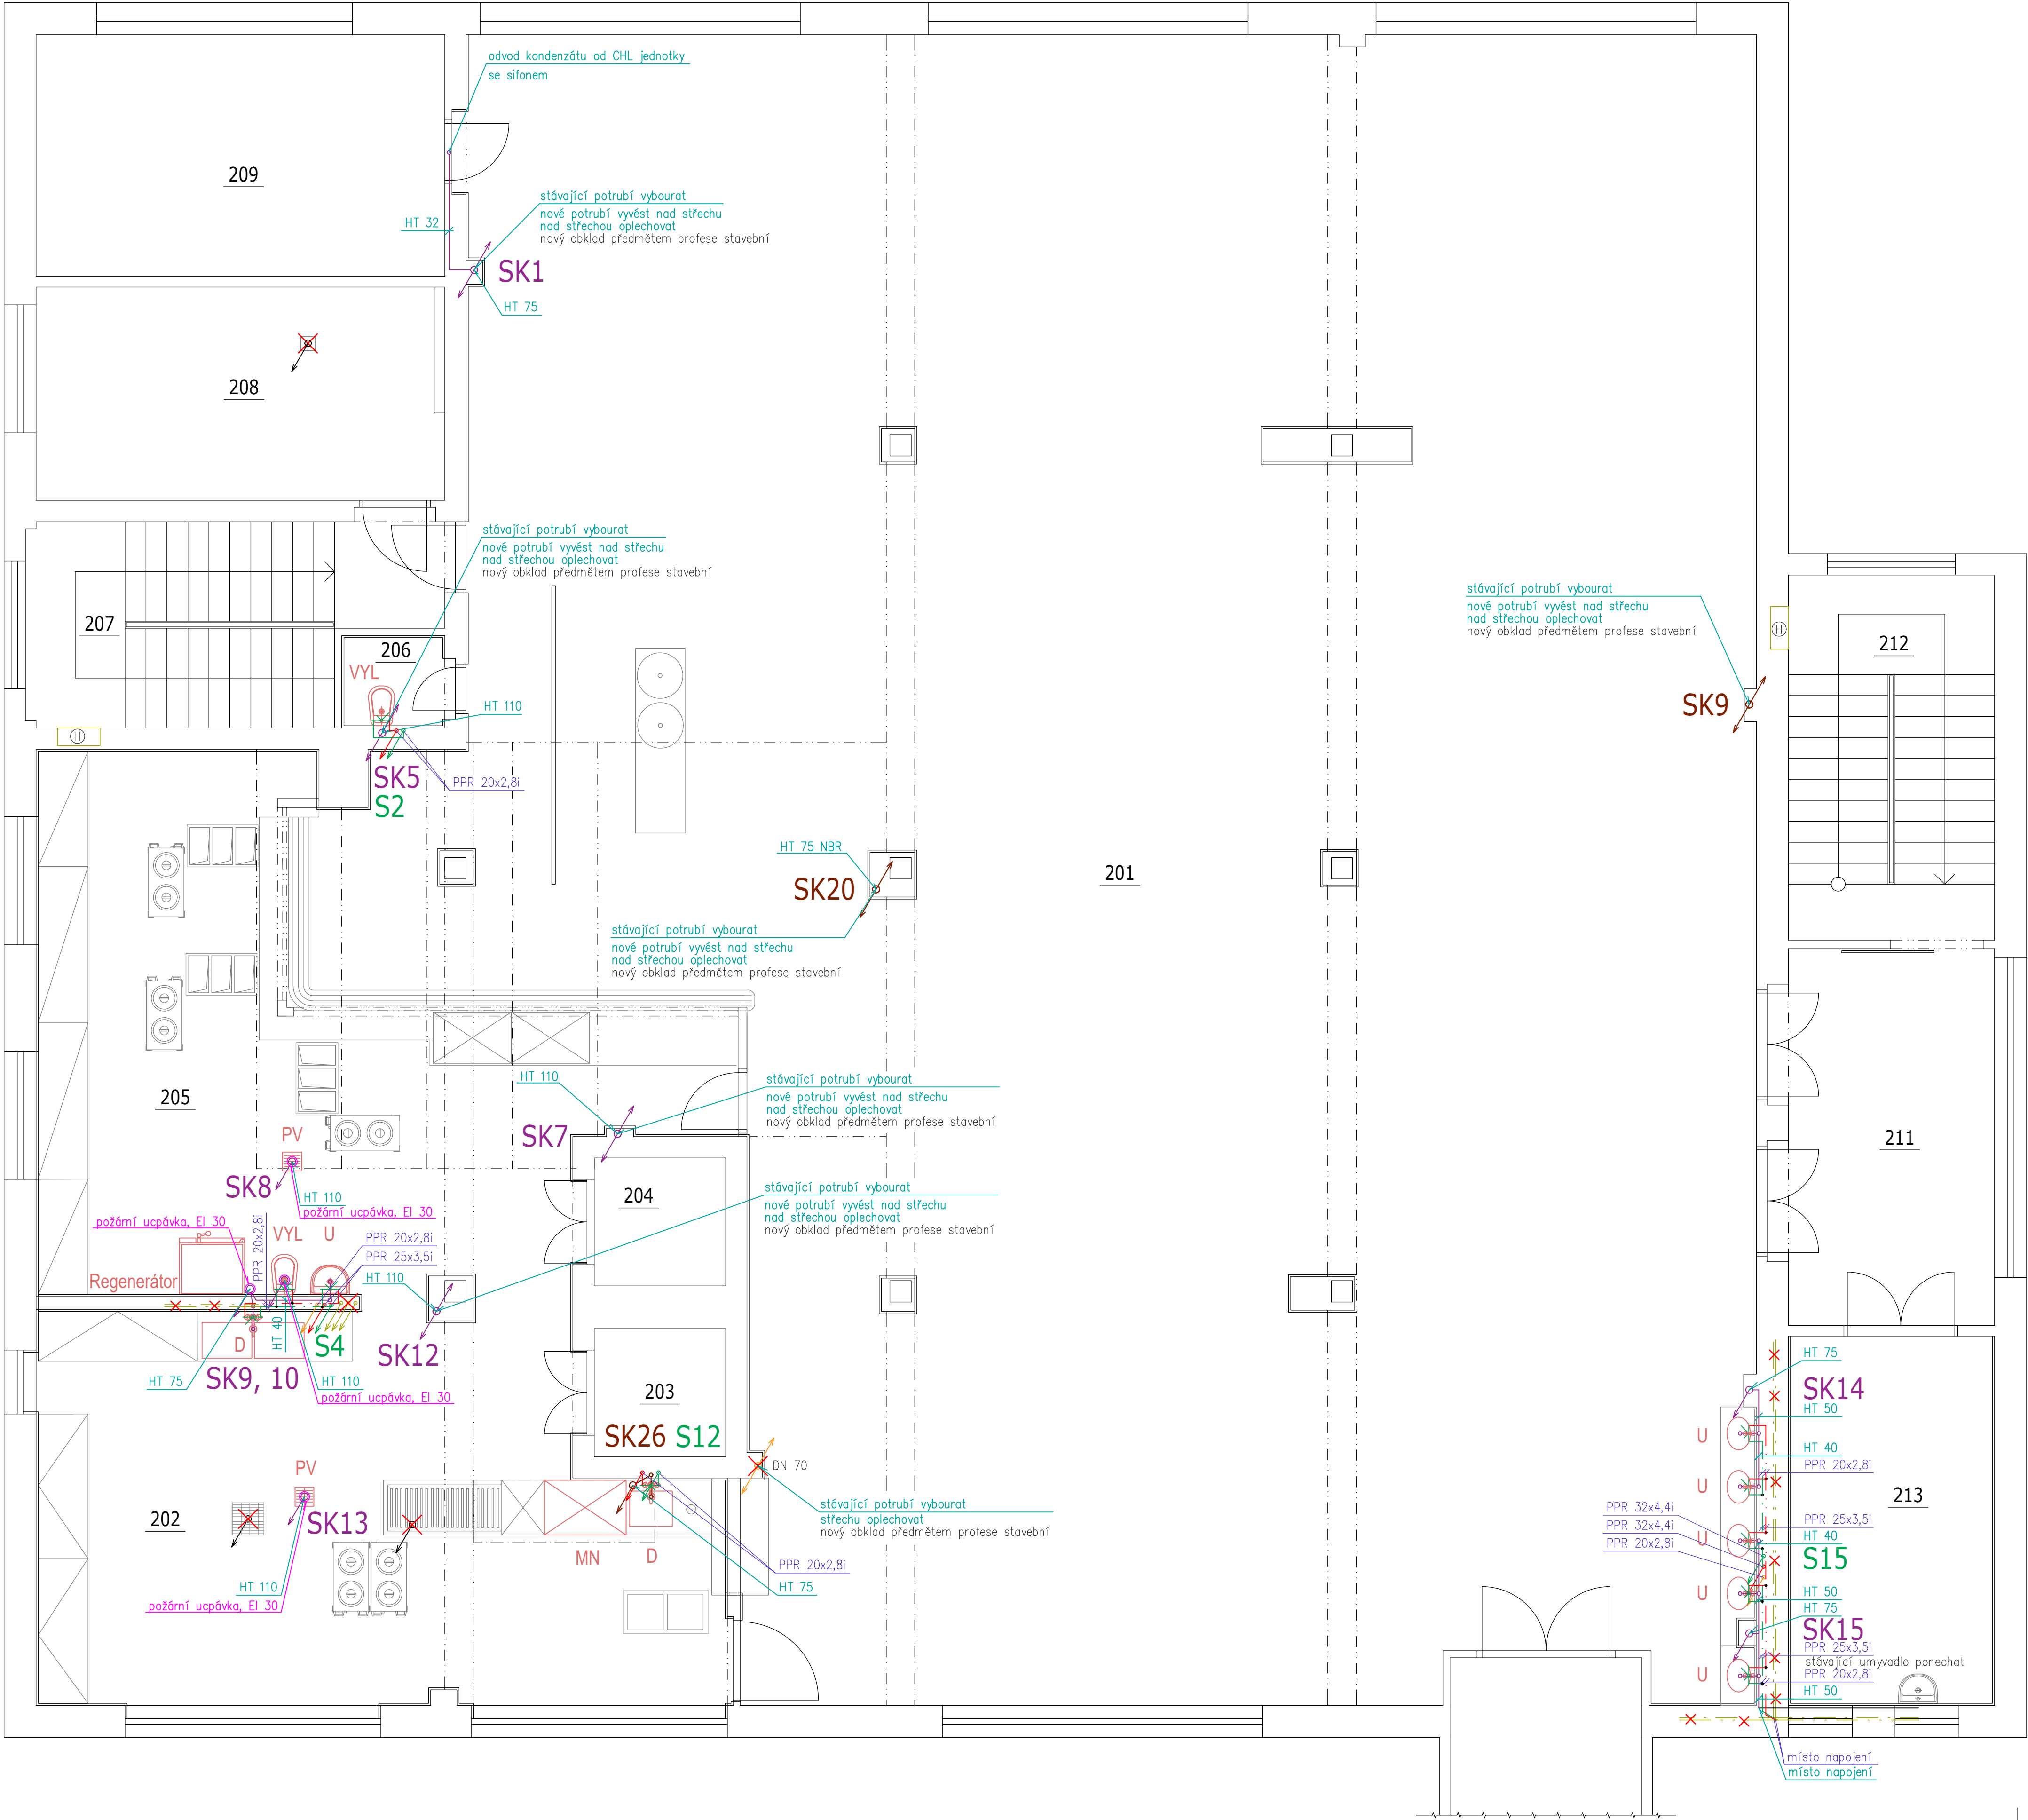 odvod kondenzátu od CHL jednotky
se sifonem
209
stávající potrubí vybourat
nové potrubí vyvést nad střechu
nad střechou oplechovat
nový obklad předmětem profese stavební
HT 32
SK1
HT 75
208
stávající potrubí vybourat
nové potrubí vyvést nad střechu
nad střechou oplechovat
nový obklad předmětem profese stavební
207
206
VYL
HT 110
H
SK5
PPR 20x2,8i
S2
stávající potrubí vybourat
nové potrubí vyvést nad střechu
nad střechou oplechovat
nový obklad předmětem profese stavební
H
212
SK9
HT 75 NBR
SK20
201
stávající potrubí vybourat
nové potrubí vyvést nad střechu
nad střechou oplechovat
nový obklad předmětem profese stavební
205
HT 110
stávající potrubí vybourat
nové potrubí vyvést nad střechu
nad střechou oplechovat
nový obklad předmětem profese stavební
PV
SK7
211
SK8
HT 110
požární ucpávka, EI 30
204
stávající potrubí vybourat
nové potrubí vyvést nad střechu
nad střechou oplechovat
nový obklad předmětem profese stavební
požární ucpávka, EI 30
PPR 20x2,8i
VYL
U
PPR 20x2,8i
PPR 25x3,5i
Regenerátor
HT 110
D
HT 40
S4
SK12
HT 75
SK9, 10
HT 110
požární ucpávka, EI 30
203
SK26
S12
DN 70
PV
202
SK13
stávající potrubí vybourat
střechu oplechovat
nový obklad předmětem profese stavební
MN
D
PPR 20x2,8i
HT 75
HT 110
požární ucpávka, EI 30
HT 75
SK14
HT 50
U
HT 40
PPR 20x2,8i
U
213
PPR 32x4,4i
PPR 32x4,4i
PPR 20x2,8i
PPR 25x3,5i
HT 40
U
S15
HT 50
U
HT 75
SK15
PPR 25x3,5i
stávající umyvadlo ponechat
PPR 20x2,8i
U
HT 50
místo napojení
místo napojení